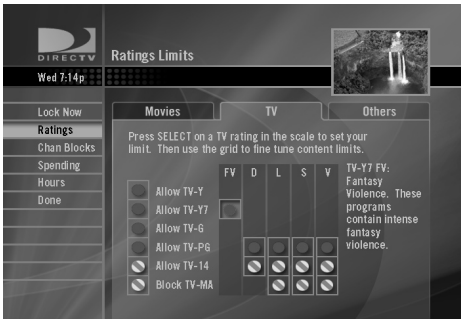 DIRECTV
Ratings Limits
Wed 7:14p
Lock Now
Ratings
Chan Blocks
Spending
Hours
Done
Movies
TV
Others
Press SELECT on a TV rating in the scale to set your
limit. Then use the grid to fine tune content limits.
FV D L S V
Allow TV-Y
Allow TV-Y7
Allow TV-G
Allow TV-PG
Allow TV-14
Block TV-MA
TV-Y7 FV:
Fantasy
Violence. These
programs
contain intense
fantasy
violence.